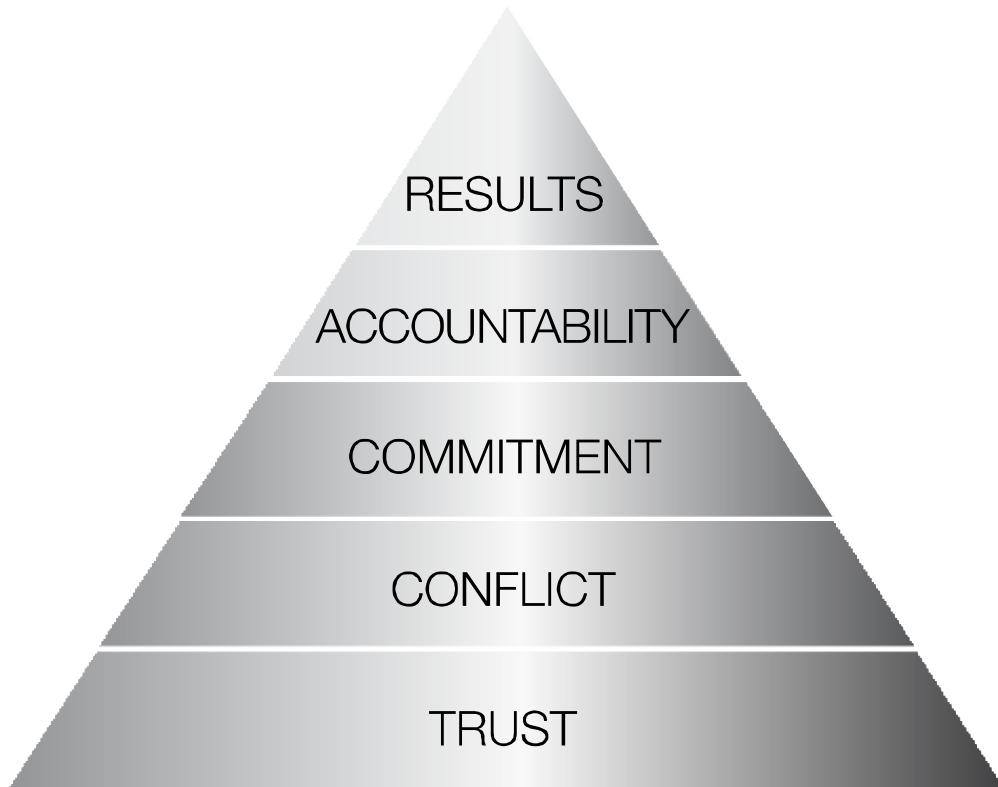 RESULTS
ACCOUNTABILITY
COMMITMENT
CONFLICT
TRUST